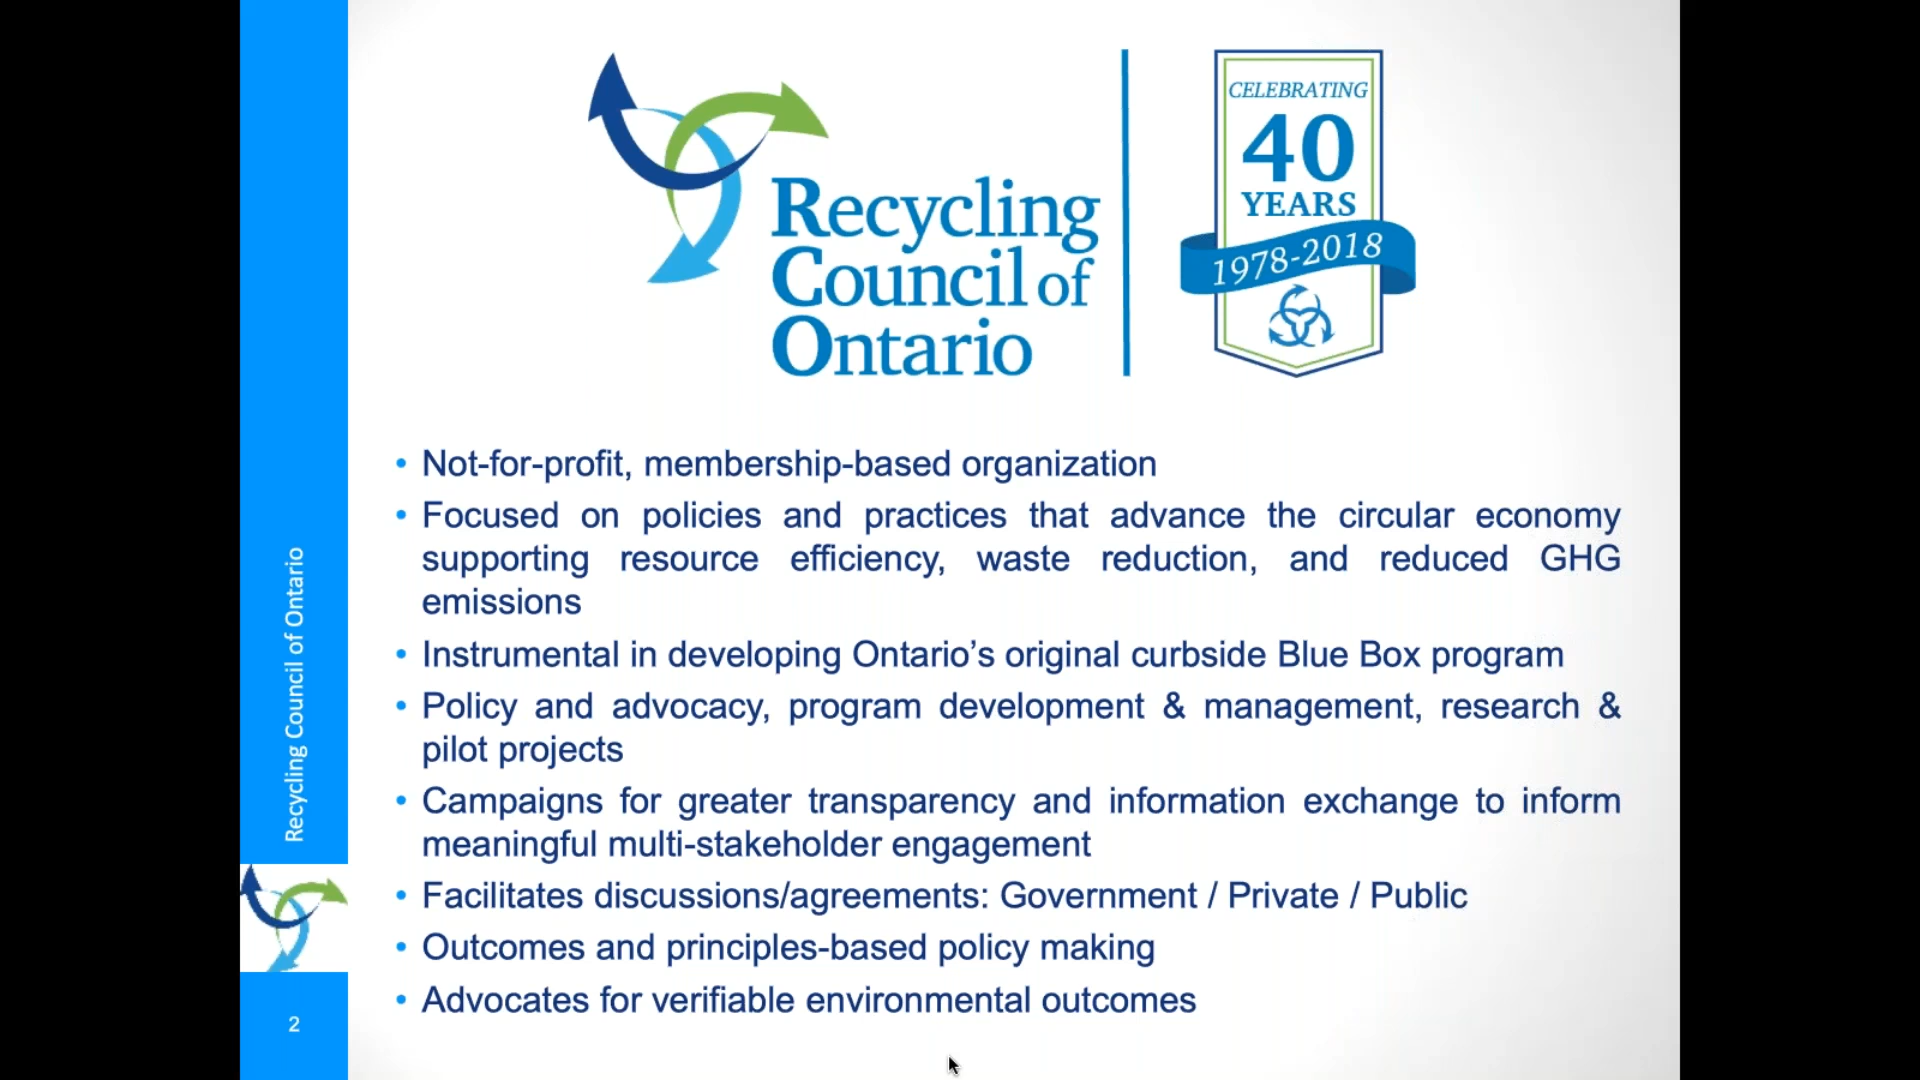 Recycling
Council of
Ontario
CELEBRATING
40
YEARS
1978-2018
• Not-for-profit, membership-based organization
• Focused on policies and practices that advance the circular economy
supporting resource efficiency, waste reduction, and reduced GHG
emissions
• Instrumental in developing Ontario’s original curbside Blue Box program
• Policy and advocacy, program development & management, research &
pilot projects
• Campaigns for greater transparency and information exchange to inform
meaningful multi-stakeholder engagement
• Facilitates discussions/agreements: Government / Private / Public
• Outcomes and principles-based policy making
• Advocates for verifiable environmental outcomes
Recycling Council of Ontario
2